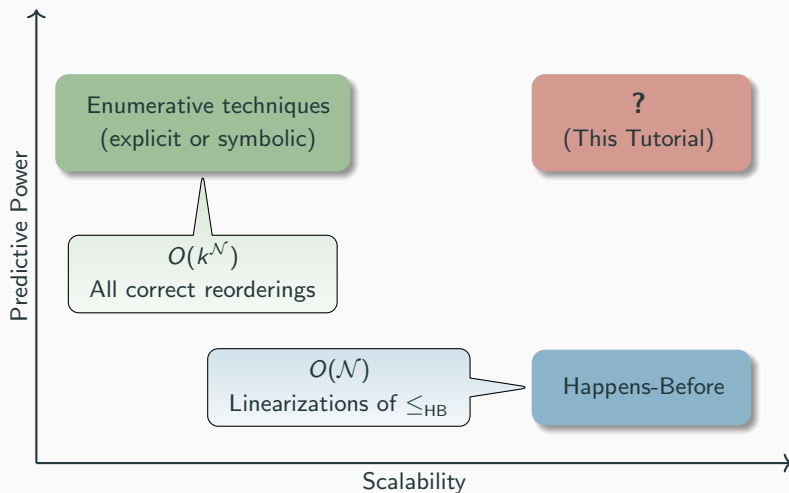 Enumerative techniques
(explicit or symbolic)
?
(This Tutorial)
O(k^𝒩)
All correct reorderings
O(𝒩)
Linearizations of ≤HB
Happens-Before
Predictive Power
Scalability